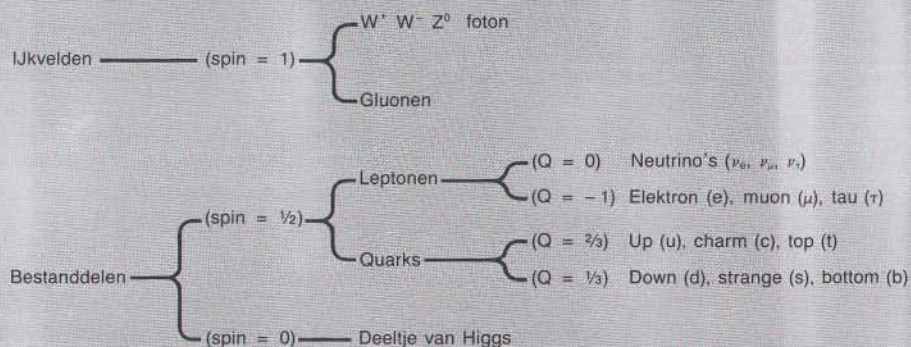 W⁺ W⁻ Z⁰ foton
IJkvelden (spin = 1)
Gluonen
(Q = 0) Neutrino's (νₑ, νμ, ντ)
Leptonen
(Q = −1) Elektron (e), muon (μ), tau (τ)
(spin = ½)
(Q = ⅔) Up (u), charm (c), top (t)
Quarks
Bestanddelen
(Q = ⅓) Down (d), strange (s), bottom (b)
(spin = 0) Deeltje van Higgs